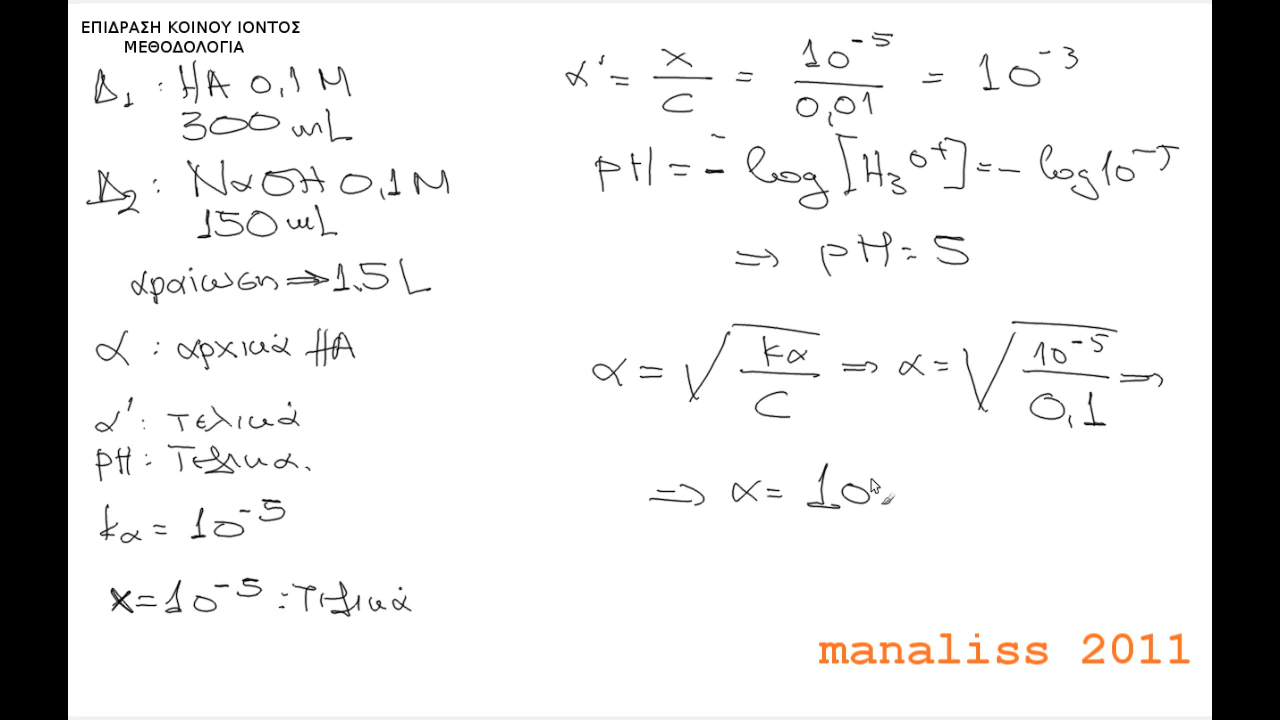 ΕΠΙΔΡΑΣΗ ΚΟΙΝΟΥ ΙΟΝΤΟΣ
ΜΕΘΟΔΟΛΟΓΙΑ
Δ₁ : HA 0,1 M
300 mL
Δ₂ : NaOH 0,1 M
150 mL
αραίωση ⇒ 1.5 L
α : αρχικά HA
α' : τελικά
pH : Τελικα.
kα = 10⁻⁵
x = 10⁻⁵ : Τελικά
α' = x/C = 10⁻⁵/0,01 = 10⁻³
pH = - log [H₃O⁺] = - log10⁻⁵
⇒ pH = 5
α = √(kα/C) ⇒ α = √(10⁻⁵/0,1) ⇒
⇒ α = 10
manaliss 2011